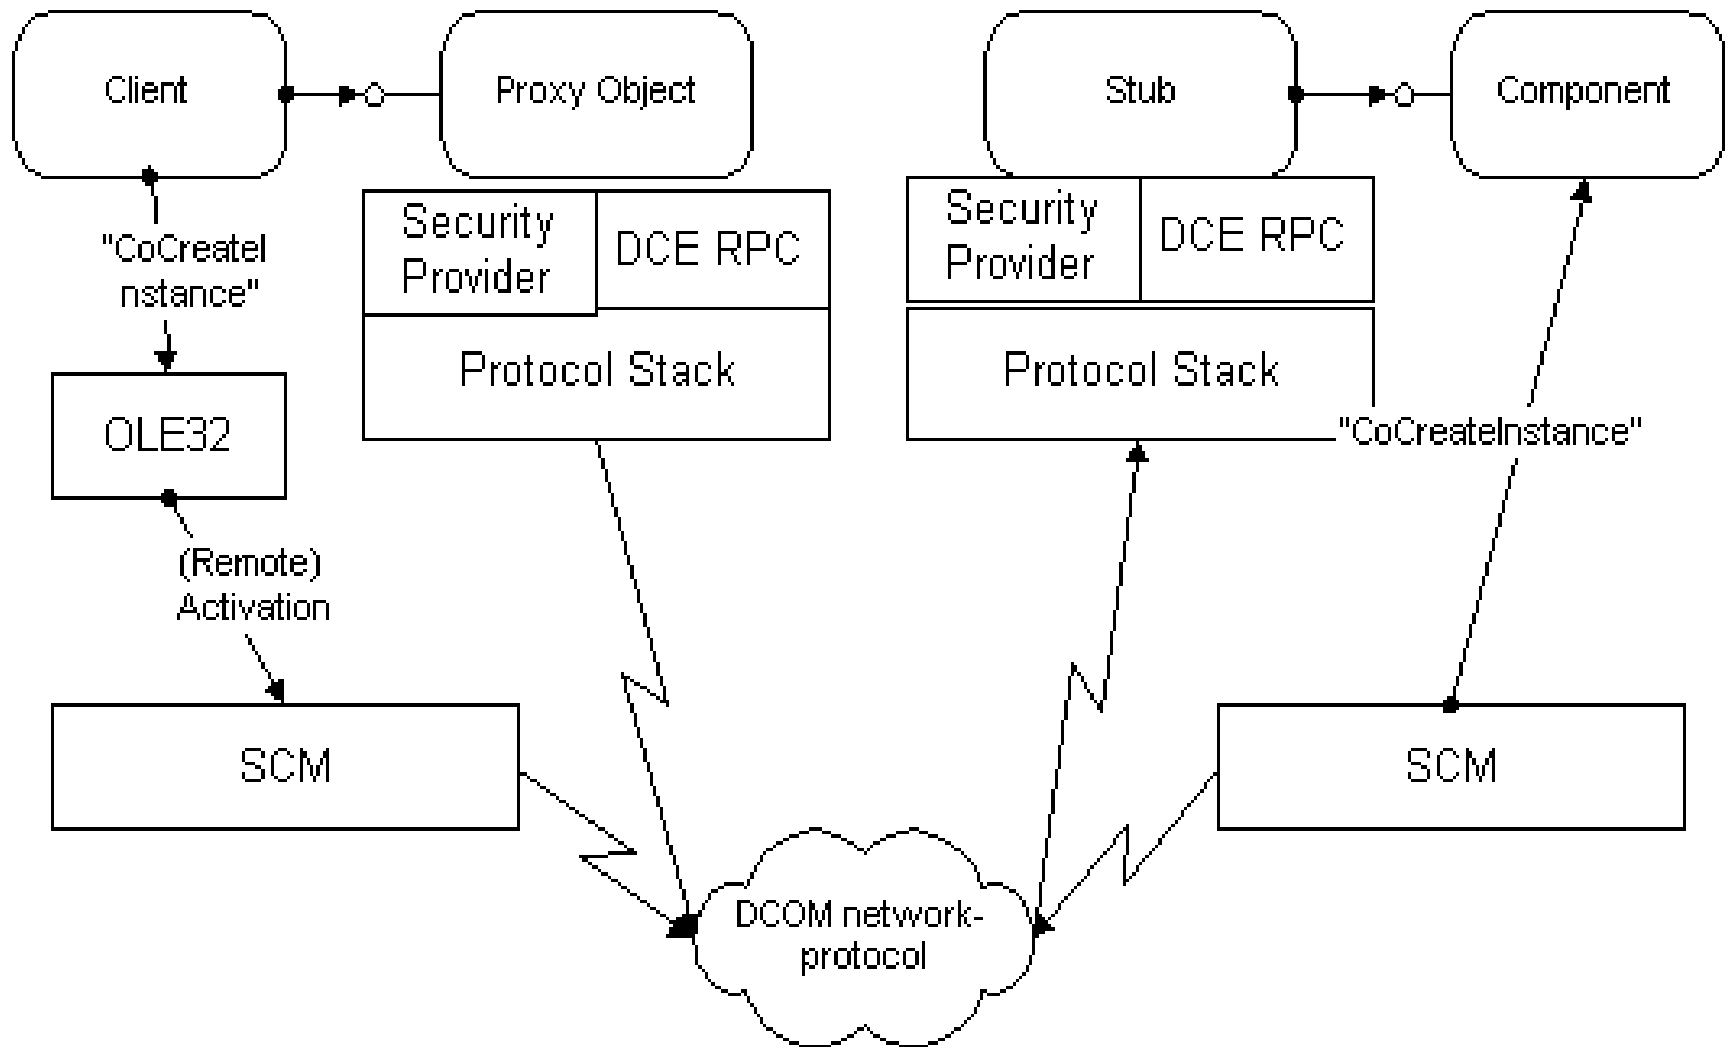 Client
Proxy Object
Stub
Component
Security
Provider
DCE RPC
Security
Provider
DCE RPC
"CoCreateI
nstance"
Protocol Stack
Protocol Stack
OLE32
"CoCreateInstance"
(Remote)
Activation
SCM
SCM
DCOM network-
protocol